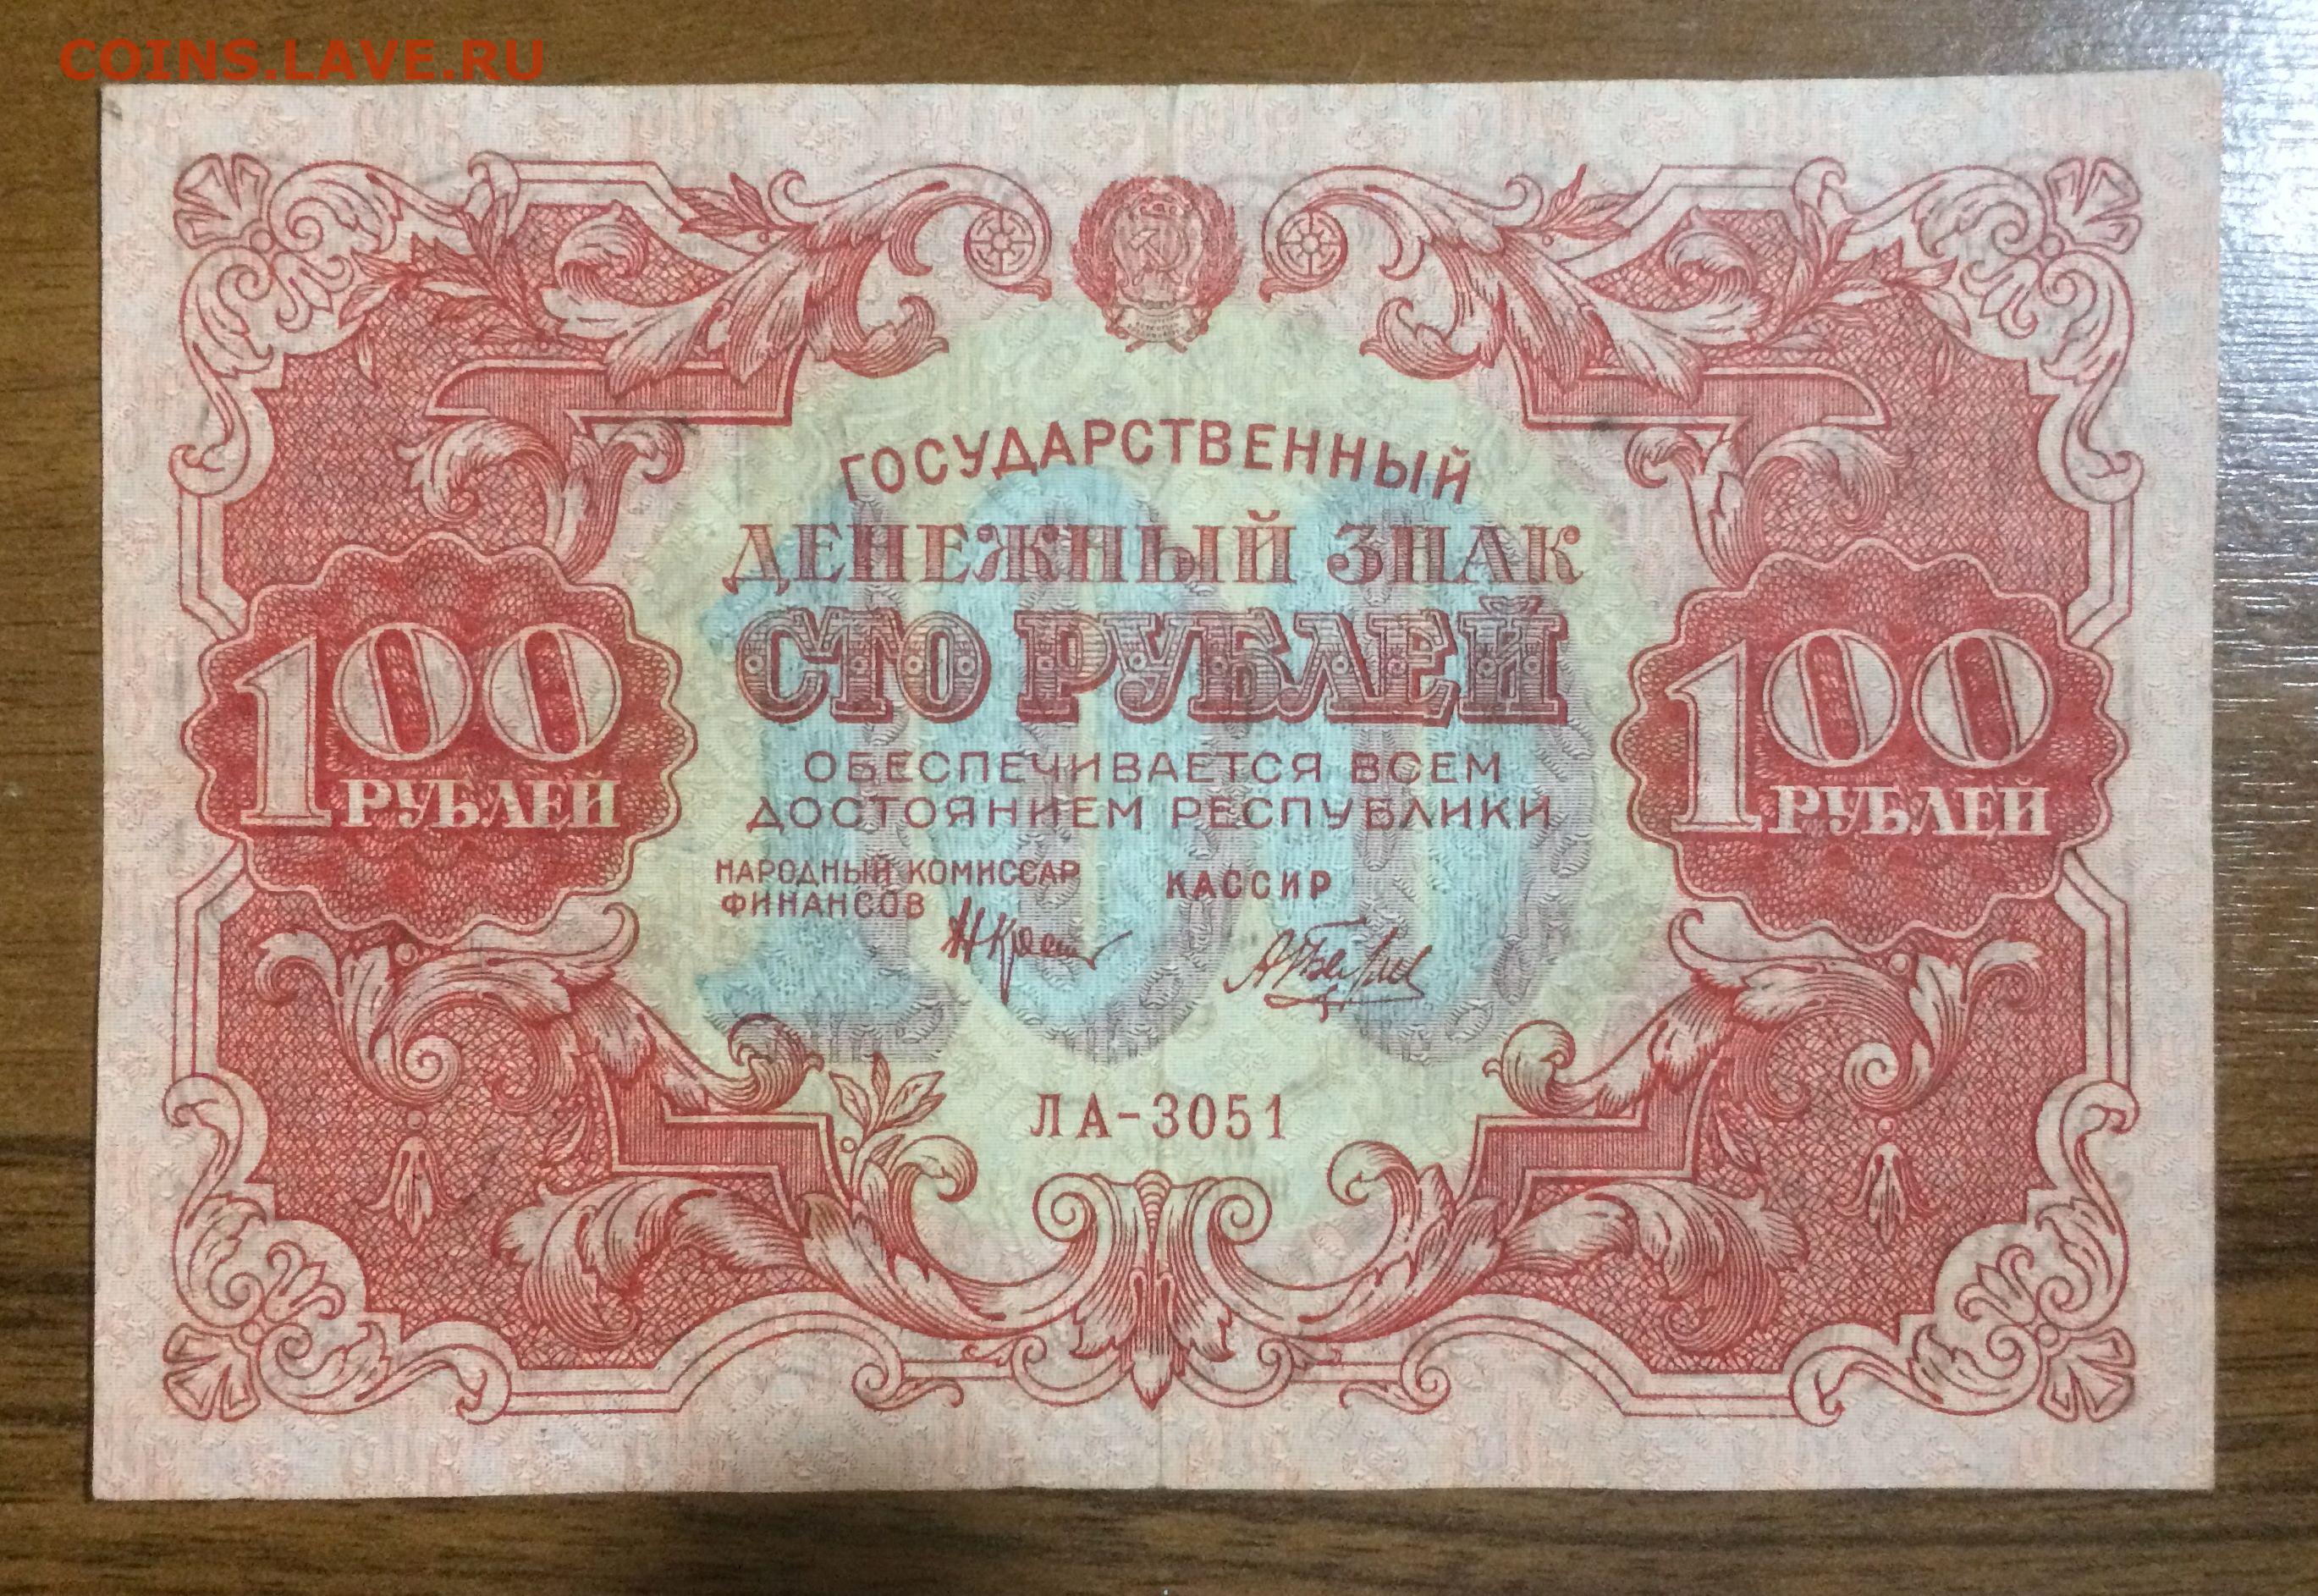 COINS.LAVE.RU
ГОСУДАРСТВЕННЫЙ
ДЕНЕЖНЫЙ ЗНАК
СТО РУБЛЕЙ
ОБЕСПЕЧИВАЕТСЯ ВСЕМ
ДОСТОЯНИЕМ РЕСПУБЛИКИ
НАРОДНЫЙ КОМИССАР
ФИНАНСОВ
КАССИР
ЛА-3051
100
РУБЛЕЙ
100
РУБЛЕЙ
100